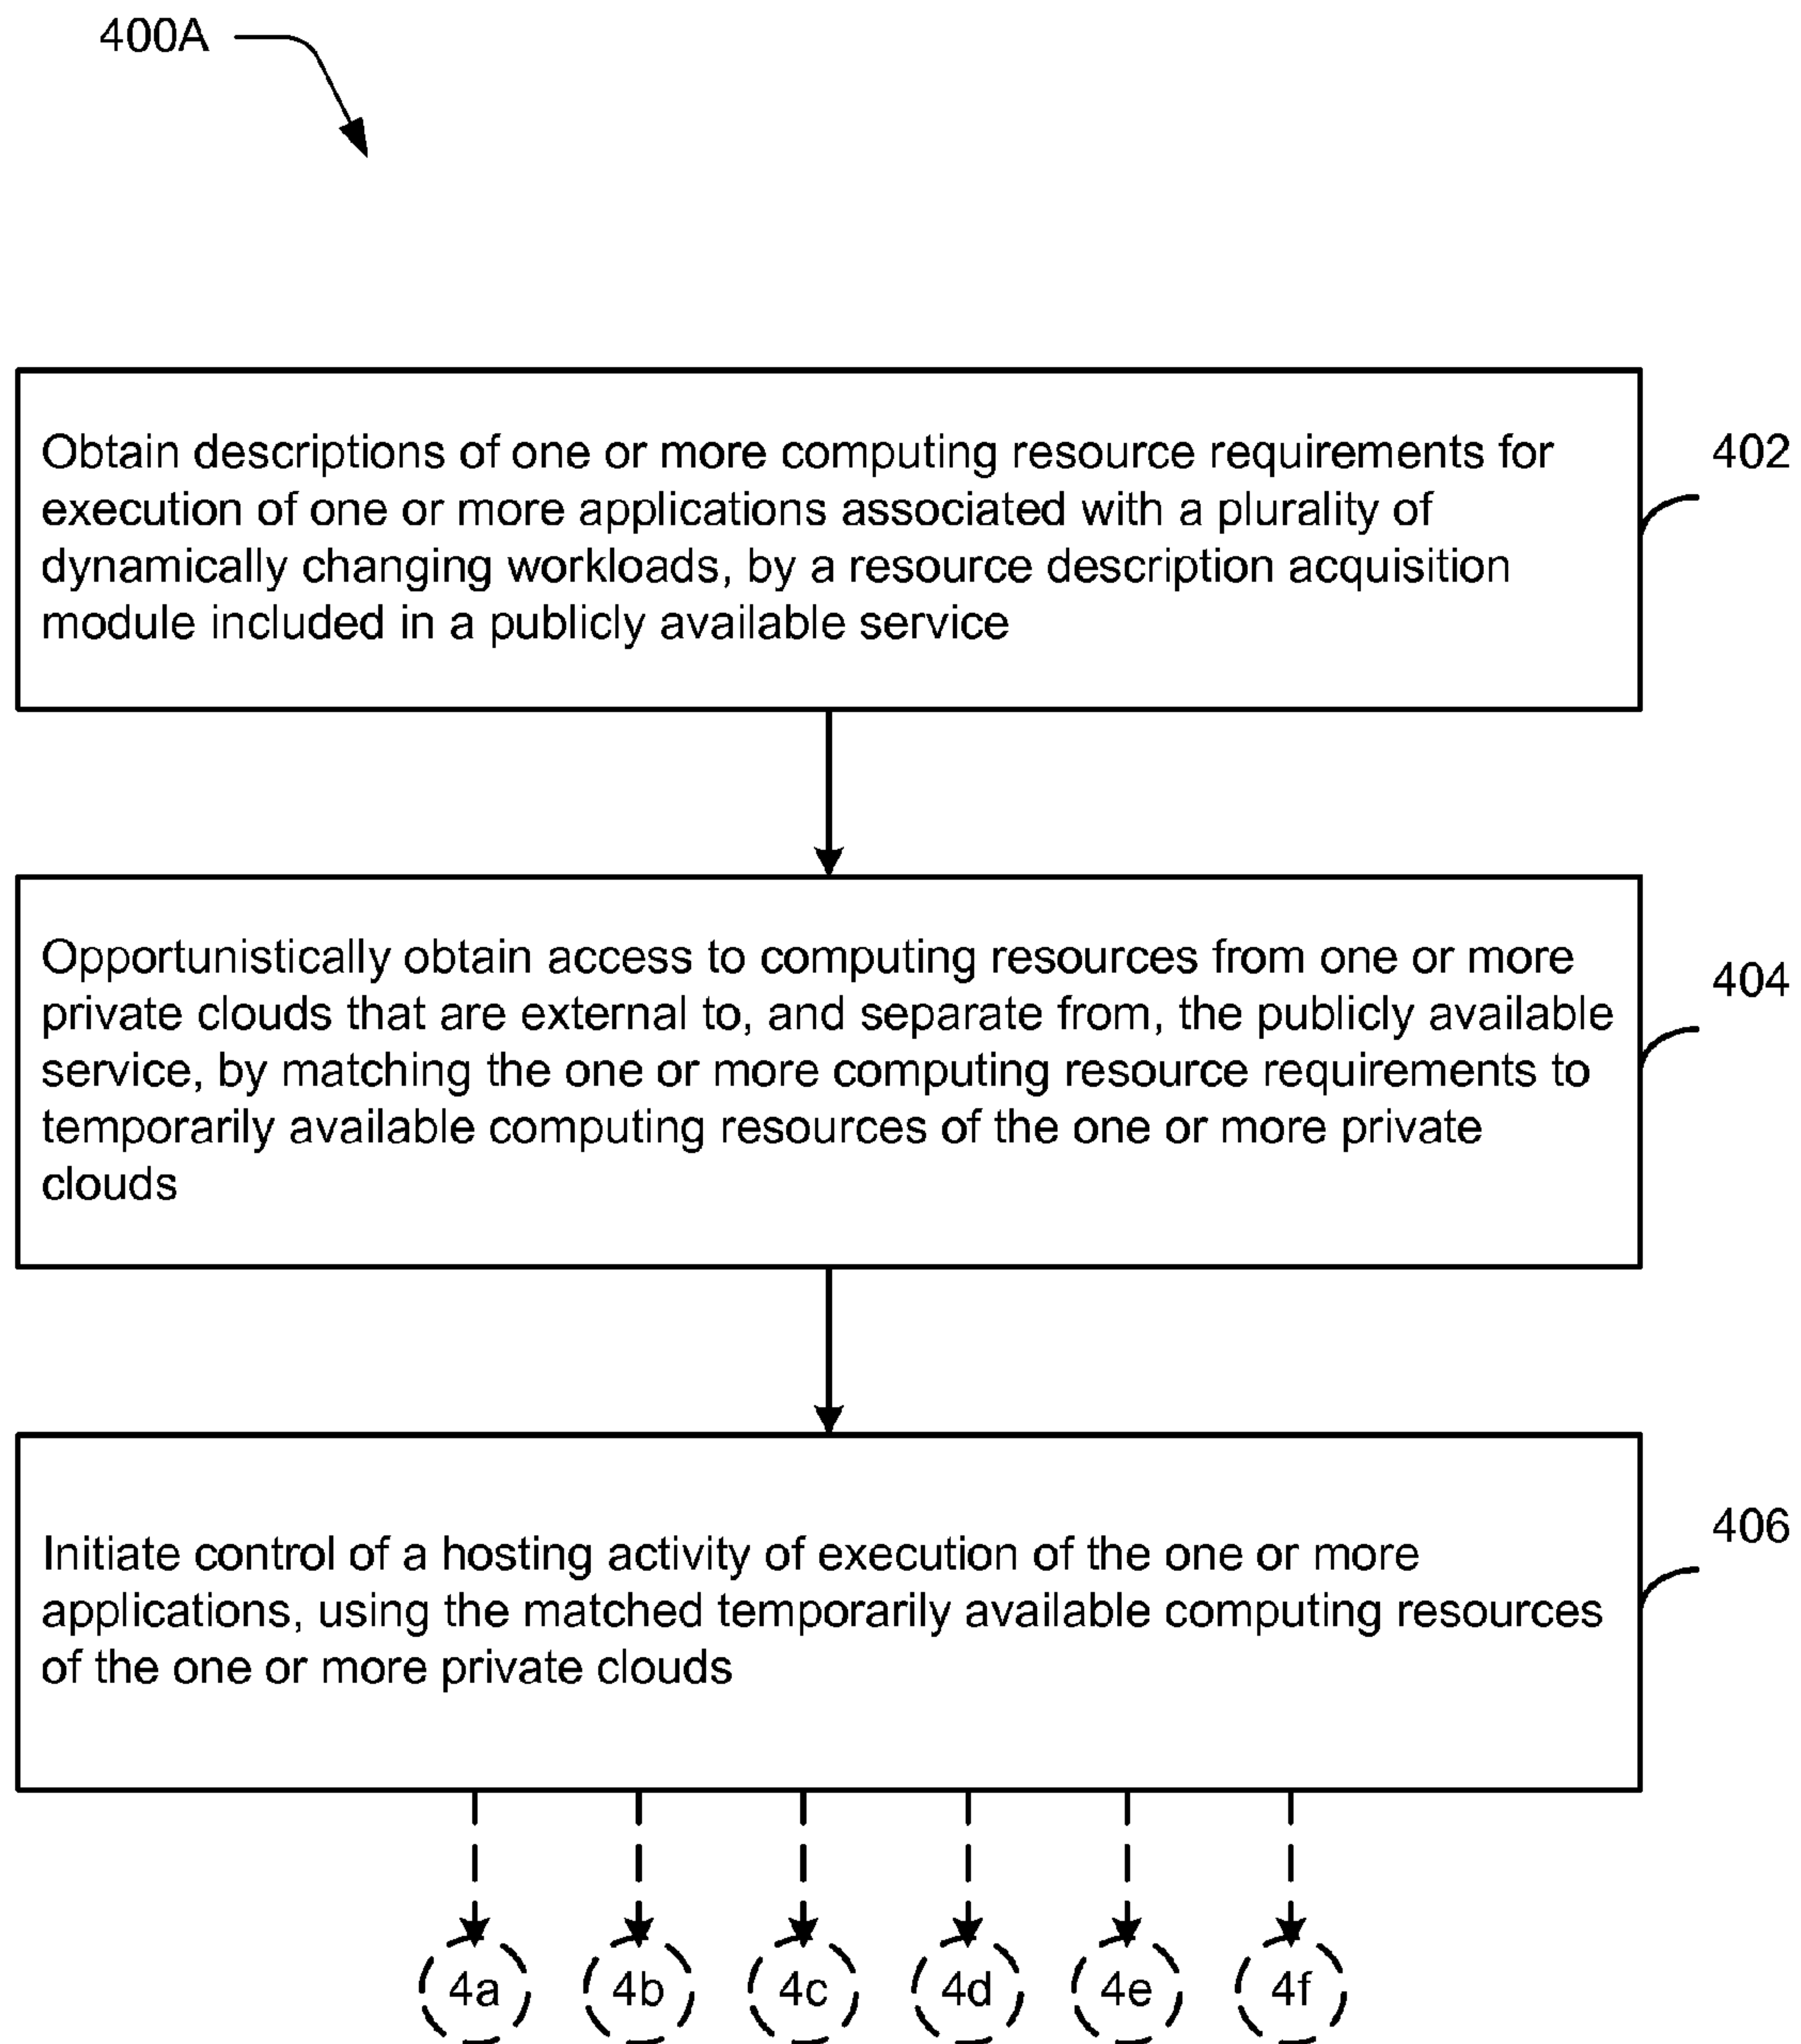 400A
Obtain descriptions of one or more computing resource requirements for
execution of one or more applications associated with a plurality of
dynamically changing workloads, by a resource description acquisition
module included in a publicly available service
402
Opportunistically obtain access to computing resources from one or more
private clouds that are external to, and separate from, the publicly available
service, by matching the one or more computing resource requirements to
temporarily available computing resources of the one or more private
clouds
404
Initiate control of a hosting activity of execution of the one or more
applications, using the matched temporarily available computing resources
of the one or more private clouds
406
4a 4b 4c 4d 4e 4f